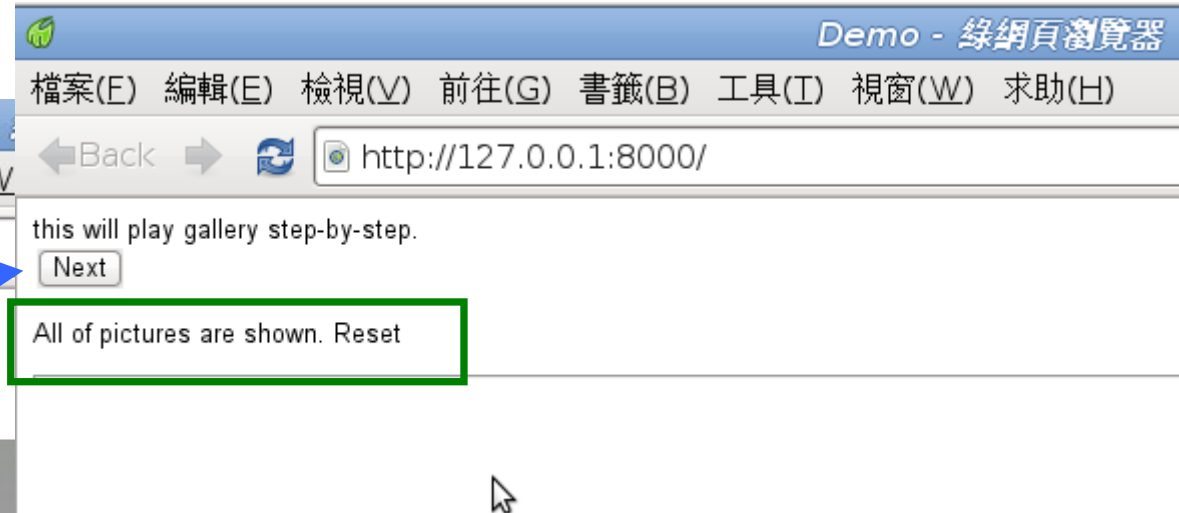 Demo - 綠網頁瀏覽器
檔案(F) 編輯(E) 檢視(V) 前往(G) 書籤(B) 工具(T) 視窗(W) 求助(H)
Back http://127.0.0.1:8000/
this will play gallery step-by-step.
Next
All of pictures are shown. Reset